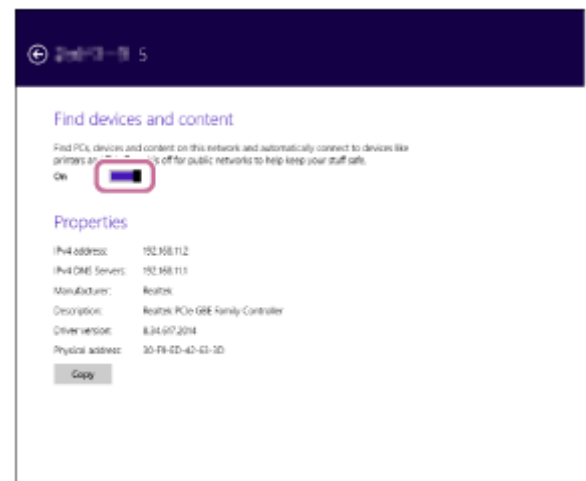 5
Find devices and content
Find PCs, devices and content on this network and automatically connect to devices like
printers an is off for public networks to help keep your stuff safe.
On
Properties
IPv4 address: 192.168.11.2
IPv4 DNS Servers: 192.168.11.1
Manufacturer: Realtek
Description: Realtek PCIe GBE Family Controller
Driver version: 8.34.617.2014
Physical address: 30-F9-ED-42-63-3D
Copy